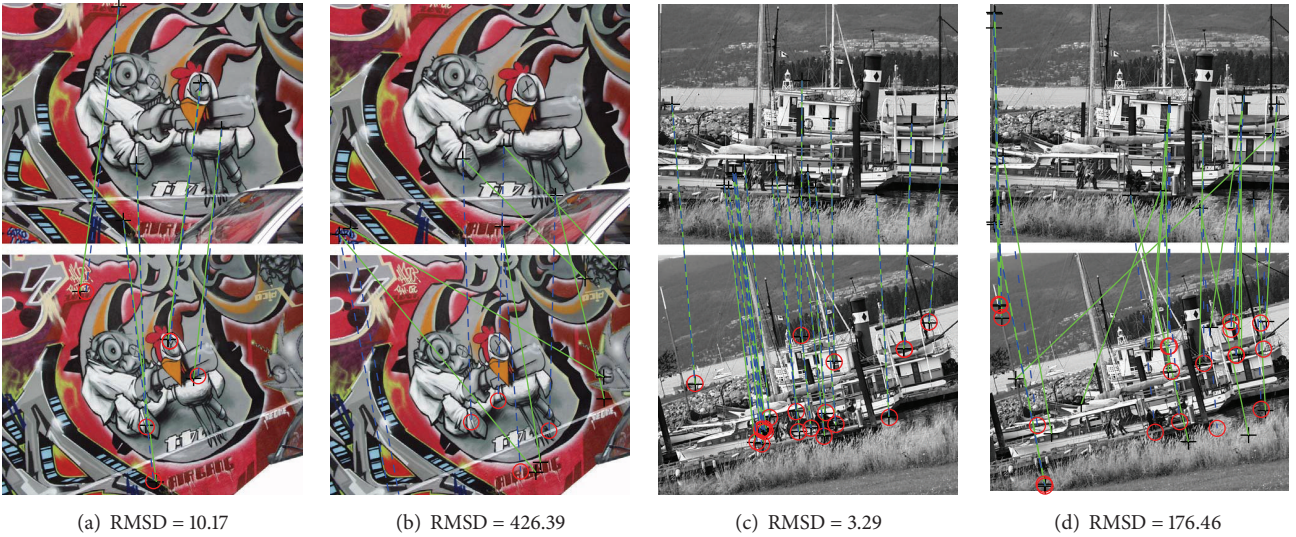 (a) RMSD = 10.17
(b) RMSD = 426.39
(c) RMSD = 3.29
(d) RMSD = 176.46